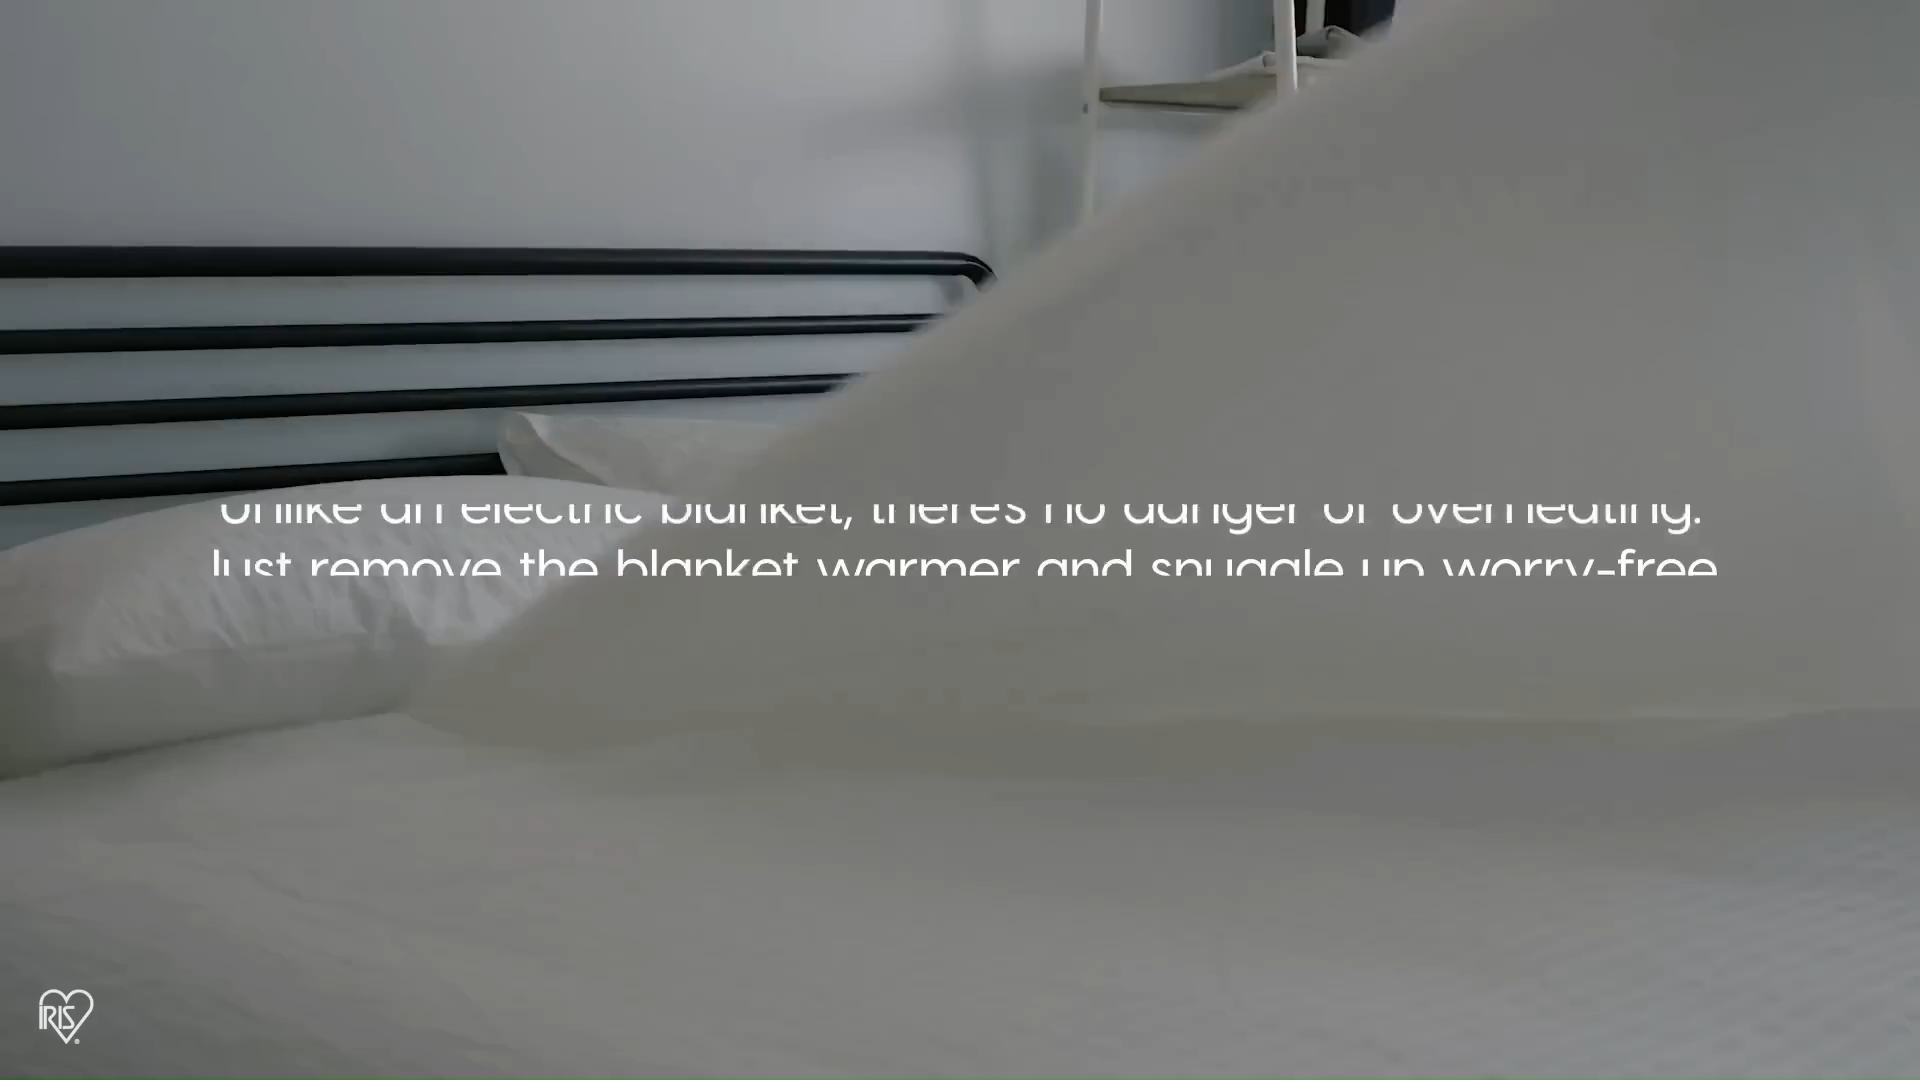 Unlike an electric blanket, there's no danger of overheating.
Just remove the blanket warmer and snuggle up worry-free
IRIS